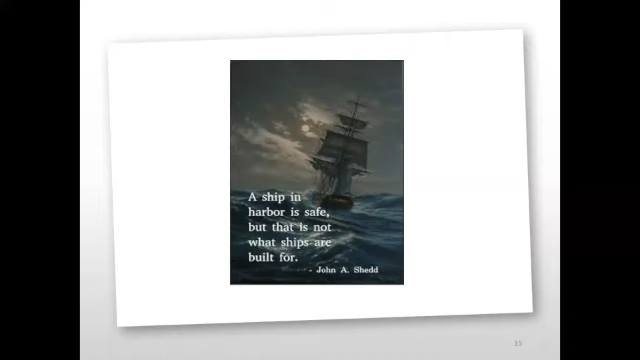 A ship in
harbor is safe,
but that is not
what ships are
built for.
- John A. Shedd
15